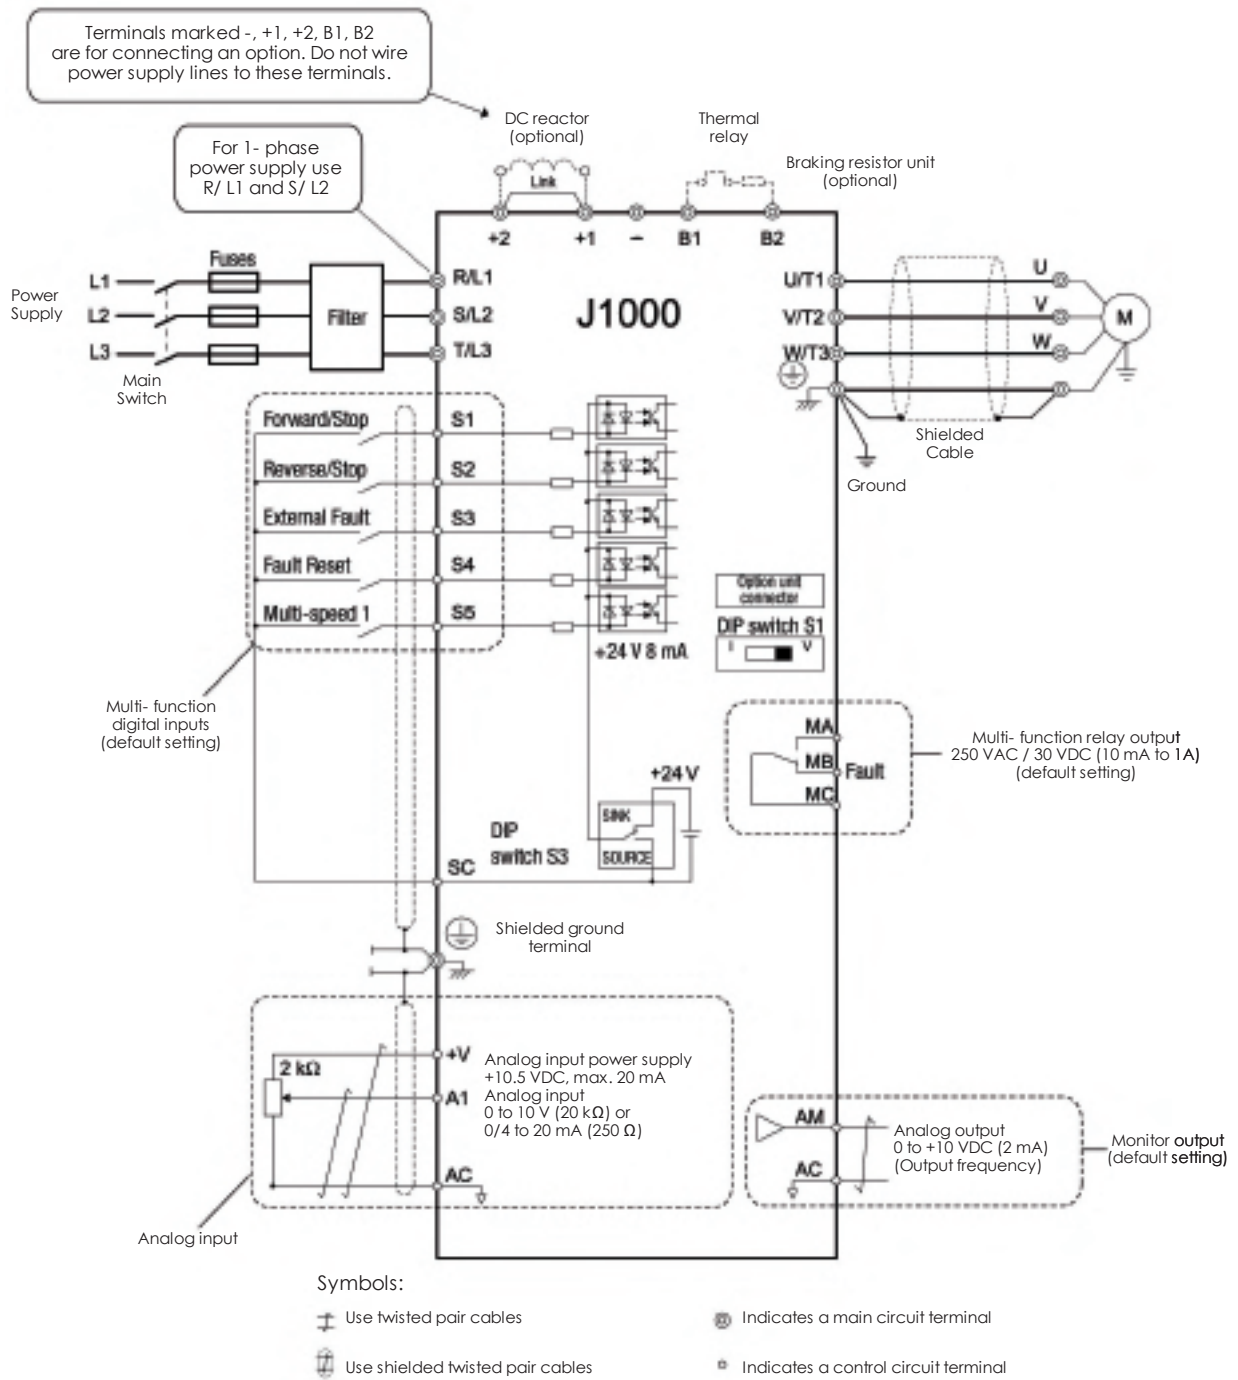 Terminals marked -, +1, +2, B1, B2
are for connecting an option. Do not wire
power supply lines to these terminals.
DC reactor
(optional)
Thermal
relay
For 1- phase
power supply use
R/ L1 and S/ L2
Link
Braking resistor unit
(optional)
+2
+1
–
B1
B2
Fuses
Power
Supply
L1
L2
L3
Filter
Main
Switch
R/L1
S/L2
T/L3
J1000
U/T1
V/T2
W/T3
U
V
W
M
Shielded
Cable
Ground
Forward/Stop
S1
Reverse/Stop
S2
External Fault
S3
Fault Reset
S4
Multi-speed 1
S5
+24 V 8 mA
Option unit
connector
DIP switch S1
I
V
Multi- function
digital inputs
(default setting)
MA
MB
MC
Fault
Multi- function relay output
250 VAC / 30 VDC (10 mA to 1A)
(default setting)
+24 V
DIP
switch S3
SINK
SOURCE
SC
Shielded ground
terminal
2 kΩ
+V
A1
AC
Analog input power supply
+10.5 VDC, max. 20 mA
Analog input
0 to 10 V (20 kΩ) or
0/4 to 20 mA (250 Ω)
Analog input
AM
AC
Analog output
0 to +10 VDC (2 mA)
(Output frequency)
Monitor output
(default setting)
Symbols:
Use twisted pair cables
Indicates a main circuit terminal
Use shielded twisted pair cables
Indicates a control circuit terminal